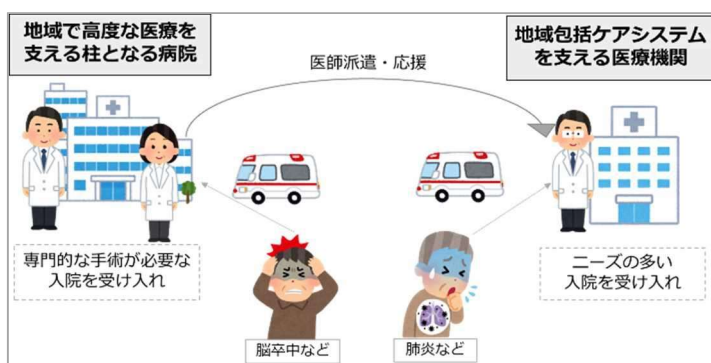 地域で高度な医療を
支える柱となる病院
地域包括ケアシステム
を支える医療機関
医師派遣・応援
専門的な手術が必要な
入院を受け入れ
ニーズの多い
入院を受け入れ
脳卒中など
肺炎など